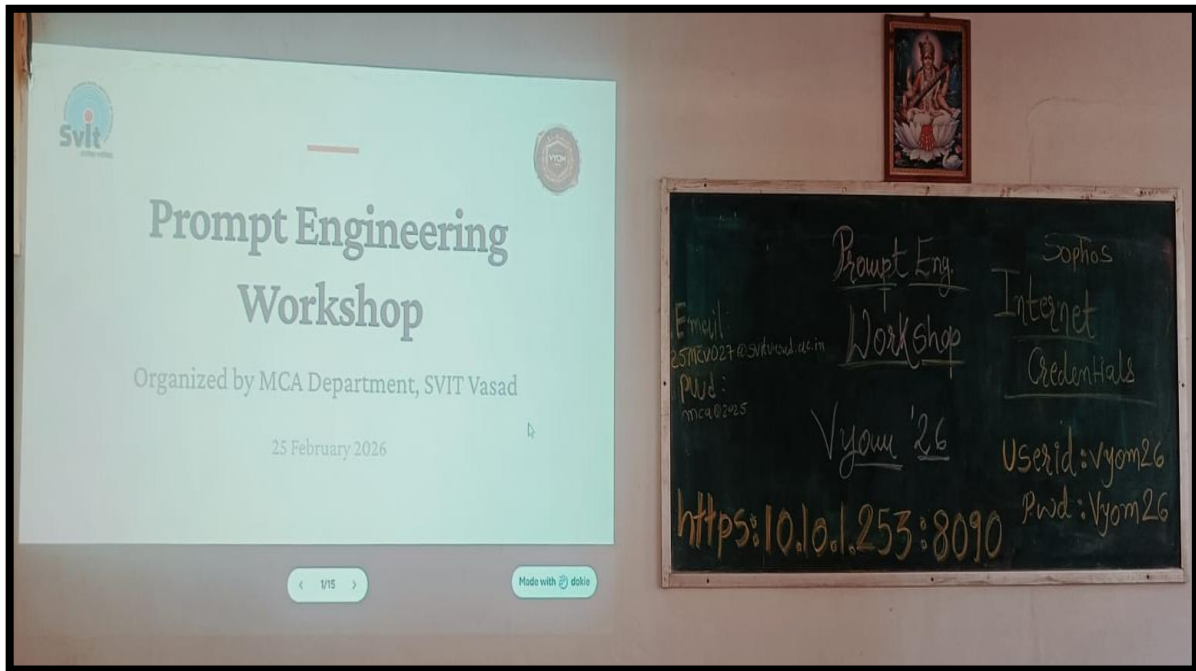 Svit
VYOM
Prompt Engineering
Workshop
Organized by MCA Department, SVIT Vasad
25 February 2026
1/15
Made with dokie
Prompt Eng.
Workshop
Vyom '26
Email:
25MCV027@svitvasad.ac.in
Pwd:
mca@2025
Sophos
Internet
Credentials
Userid:Vyom26
Pwd:Vyom26
https:10.10.1.253:8090